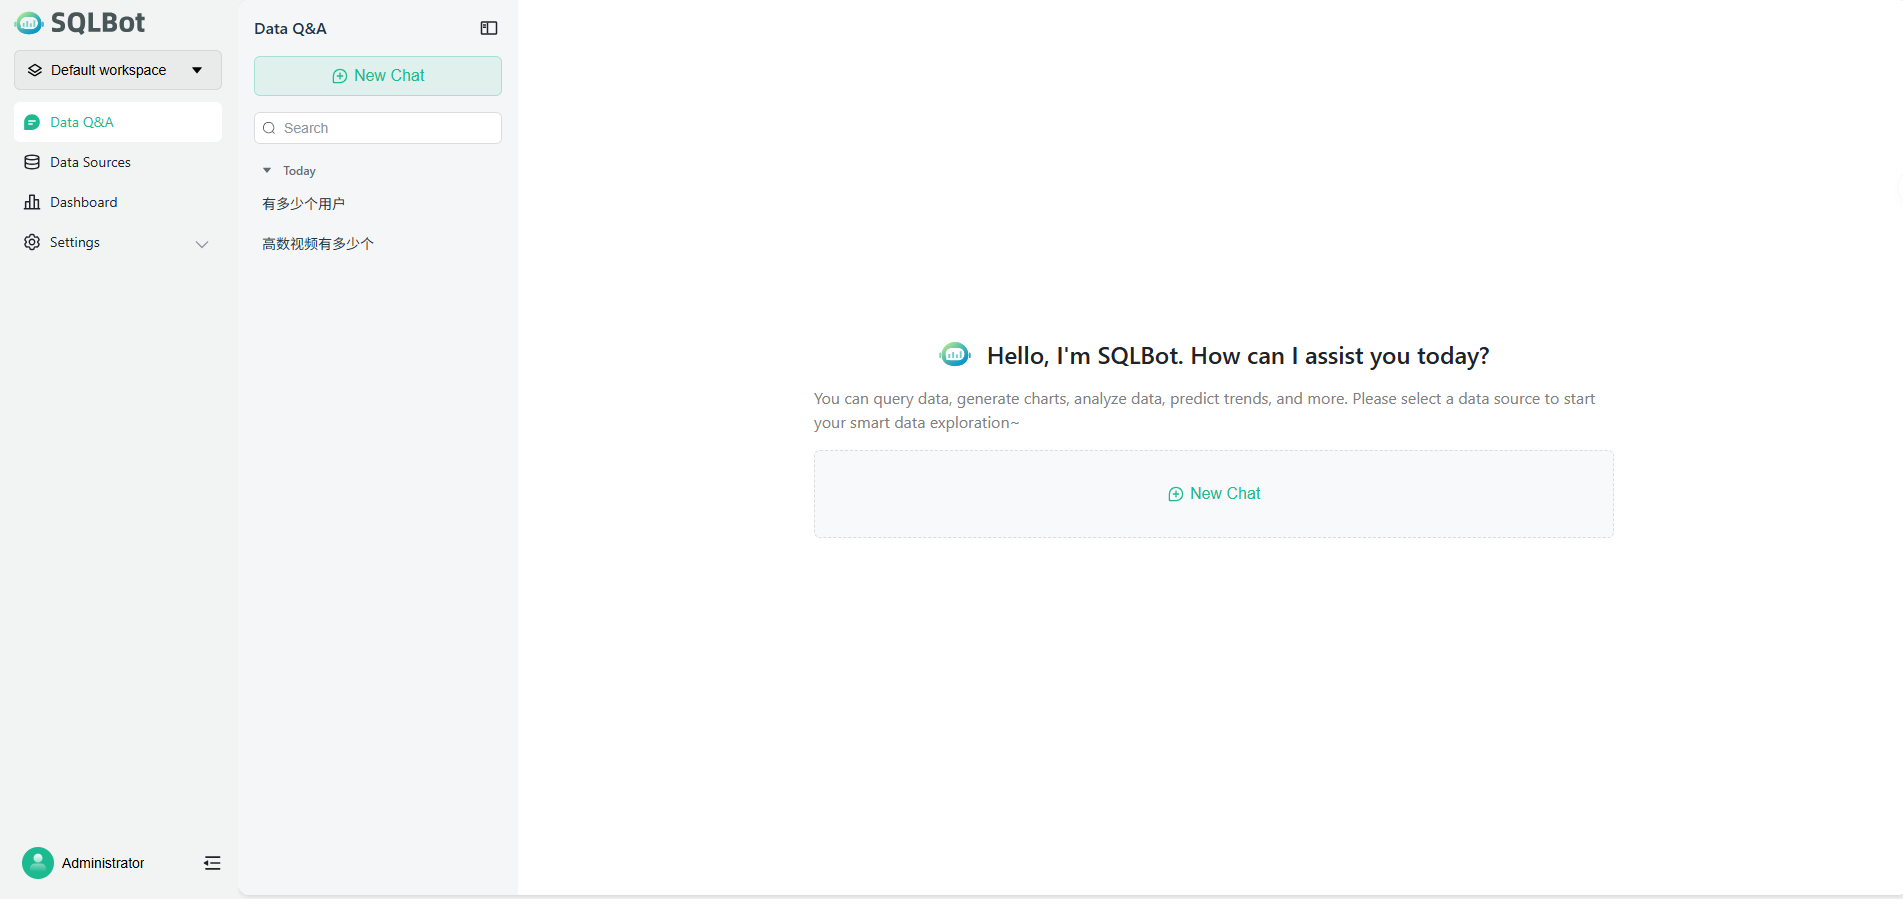 SQLBot
Default workspace
Data Q&A
Data Sources
Dashboard
Settings
Administrator
Data Q&A
New Chat
Search
Today
有多少个用户
高数视频有多少个
Hello, I'm SQLBot. How can I assist you today?
You can query data, generate charts, analyze data, predict trends, and more. Please select a data source to start
your smart data exploration~
New Chat